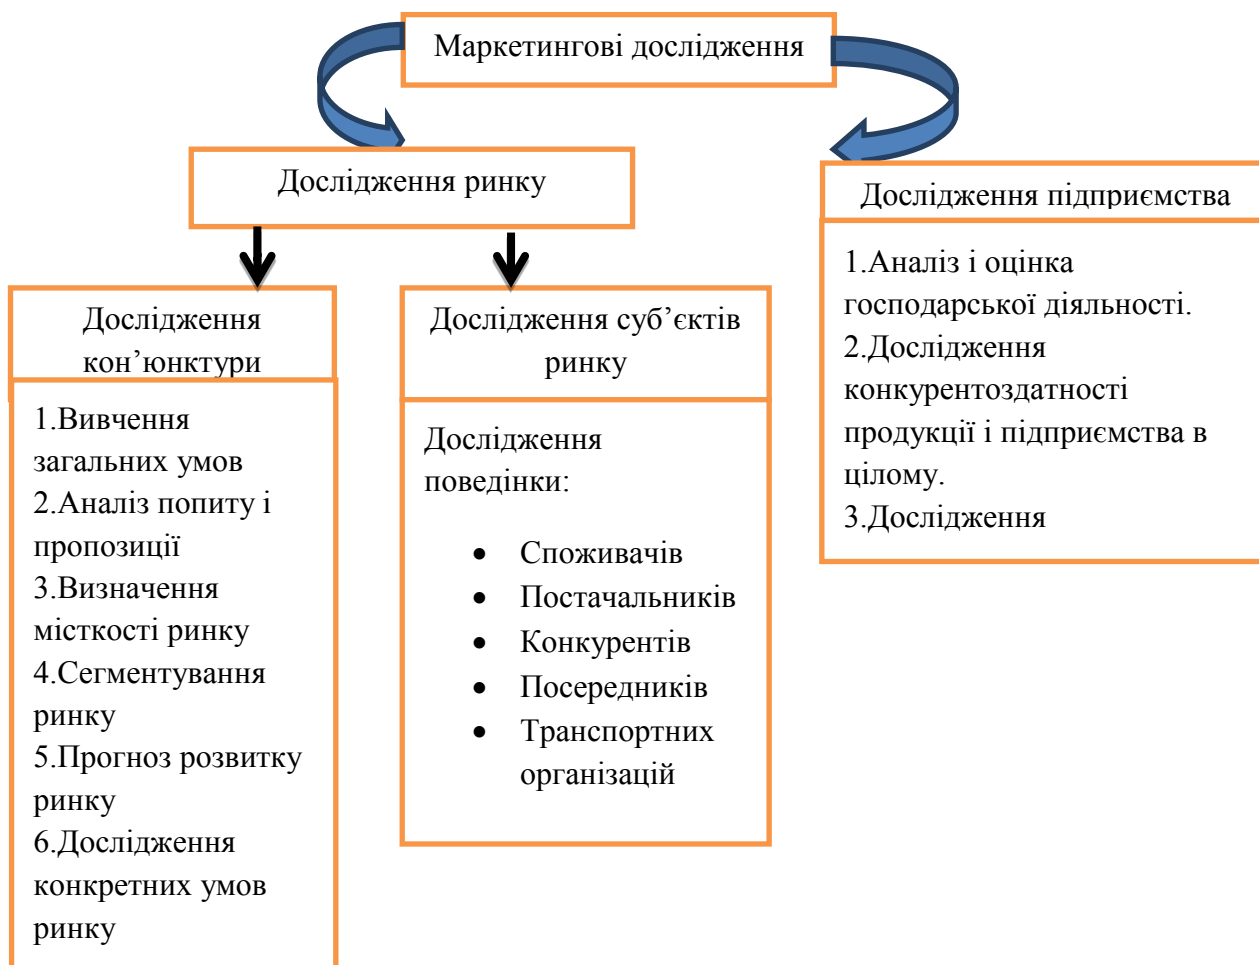 Маркетингові дослідження
Дослідження ринку
Дослідження підприємства
Дослідження
кон’юнктури
1.Вивчення
загальних умов
2.Аналіз попиту і
пропозиції
3.Визначення
місткості ринку
4.Сегментування
ринку
5.Прогноз розвитку
ринку
6.Дослідження
конкретних умов
ринку
Дослідження суб’єктів
ринку
Дослідження
поведінки:
• Споживачів
• Постачальників
• Конкурентів
• Посередників
• Транспортних
організацій
1.Аналіз і оцінка
господарської діяльності.
2.Дослідження
конкурентоздатності
продукції і підприємства в
цілому.
3.Дослідження